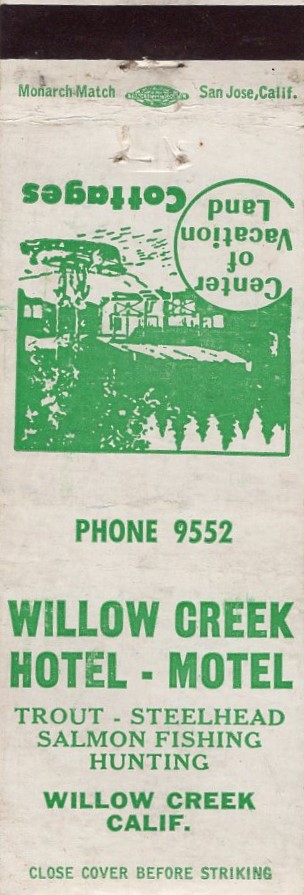 Monarch Match San Jose, Calif.
Cottages
Center
of
Vacation
Land
PHONE 9552
WILLOW CREEK
HOTEL - MOTEL
TROUT - STEELHEAD
SALMON FISHING
HUNTING
WILLOW CREEK
CALIF.
CLOSE COVER BEFORE STRIKING